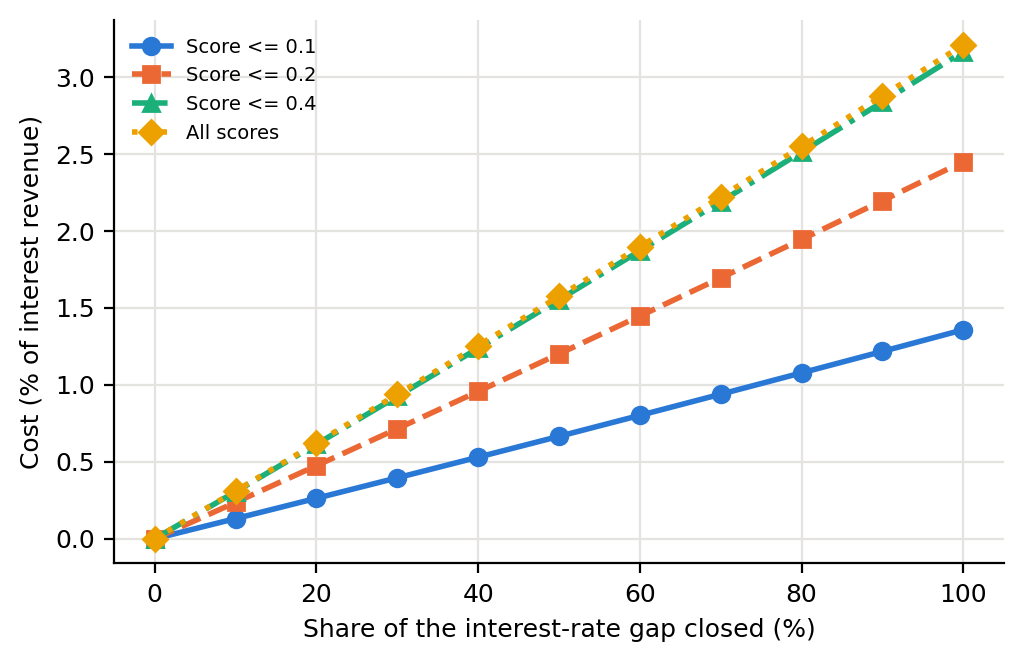 Score <= 0.1
Score <= 0.2
Score <= 0.4
All scores
Cost (% of interest revenue)
3.0
2.5
2.0
1.5
1.0
0.5
0.0
0 20 40 60 80 100
Share of the interest-rate gap closed (%)